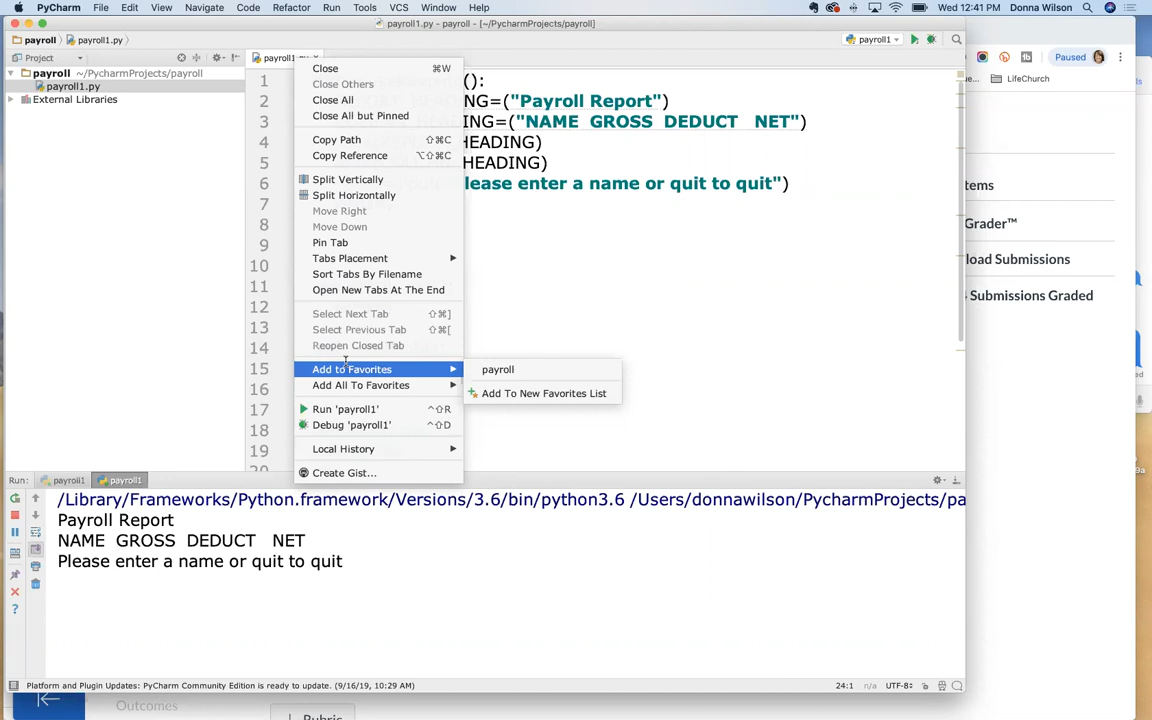 PyCharm File Edit View Navigate Code Refactor Run Tools VCS Window Help Wed 12:41 PM Donna Wilson
payroll1.py - payroll - [~/PycharmProjects/payroll]
payroll payroll1.py payroll1
Paused
Project payroll1.py
LifeChurch
payroll ~/PycharmProjects/payroll
payroll1.py
External Libraries
1 ():
2 NG=("Payroll Report")
3 NG=("NAME GROSS DEDUCT NET")
4 HEADING)
5 HEADING)
6 lease enter a name or quit to quit")
7
8
9
10
11
12
13
14
15
16
17
18
19
20
Close ⌘W
Close Others
Close All
Close All but Pinned
Copy Path ⇧⌘C
Copy Reference ⌥⇧⌘C
Split Vertically
Split Horizontally
Move Right
Move Down
Pin Tab
Tabs Placement
Sort Tabs By Filename
Open New Tabs At The End
Select Next Tab ⇧⌘]
Select Previous Tab ⇧⌘[
Reopen Closed Tab
Add to Favorites
Add All To Favorites
Run 'payroll1' ^⇧R
Debug 'payroll1' ^⇧D
Local History
Create Gist...
payroll
Add To New Favorites List
tems
Grader™
load Submissions
Submissions Graded
Run: payroll1 payroll1
/Library/Frameworks/Python.framework/Versions/3.6/bin/python3.6 /Users/donnawilson/PycharmProjects/pa
Payroll Report
NAME GROSS DEDUCT NET
Please enter a name or quit to quit
Platform and Plugin Updates: PyCharm Community Edition is ready to update. (9/16/19, 10:29 AM) 24:1 n/a UTF-8
Outcomes
Rubric